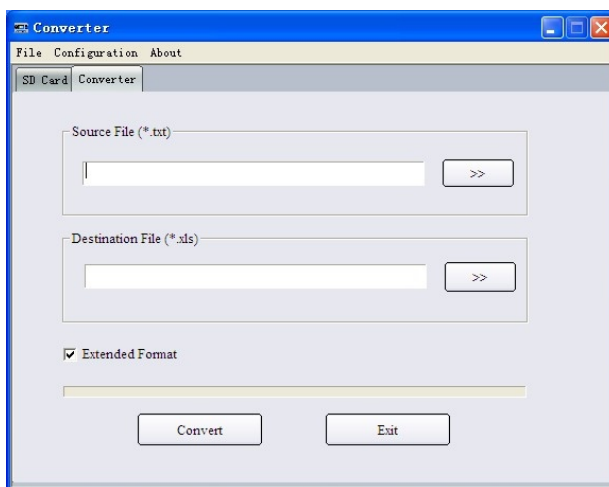 Converter
File Configuration About
SD Card Converter
Source File (*.txt)
>>
Destination File (*.xls)
>>
Extended Format
Convert Exit